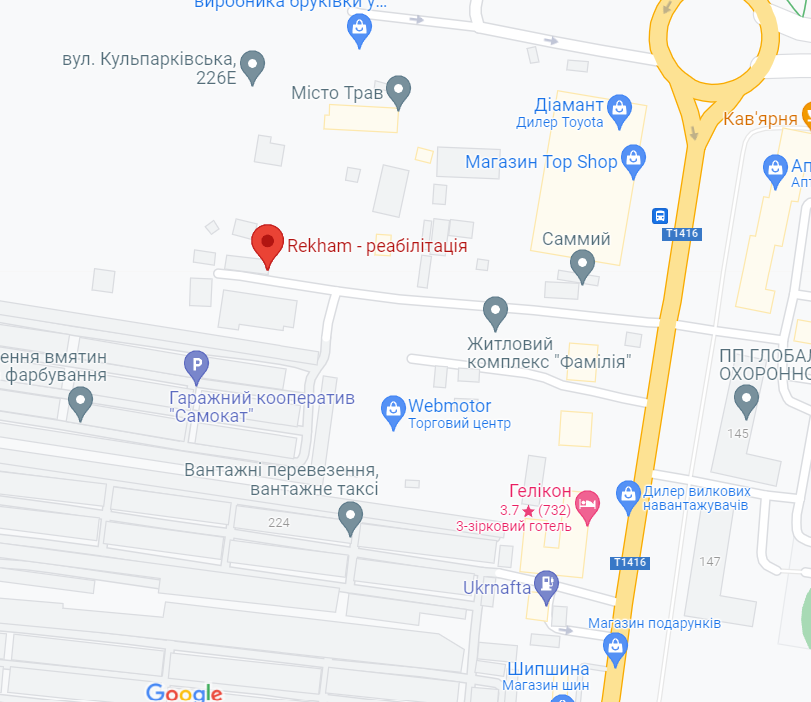 виробника бруківки у...
вул. Кульпарківська,
226Е
Місто Трав
Діамант
Дилер Toyota
Кав'ярня
Магазин Top Shop
Ап
Апт
T1416
Саммий
Rekham - реабілітація
Житловий
комплекс "Фамілія"
ення вмятин
фарбування
ПП ГЛОБАЛ
ОХОРОННО
Гаражний кооператив
"Самокат"
Webmotor
Торговий центр
145
Вантажні перевезення,
вантажне таксі
224
Гелікон
3.7 ★ (732)
3-зірковий готель
Дилер вилкових
навантажувачів
T1416
147
Ukrnafta
Магазин подарунків
Шипшина
Магазин шин
Google